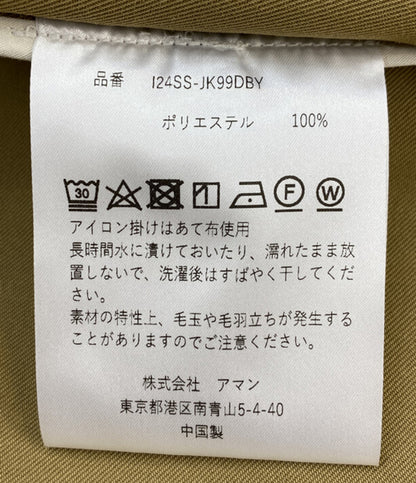 品番 I24SS-JK99DBY
ポリエステル 100%
30 F W
アイロン掛けはあて布使用
長時間水に漬けておいたり、濡れたまま放
置しないで、洗濯後はすばやく干してくだ
さい。
素材の特性上、毛玉や毛羽立ちが発生する
ことがありますのでご注意ください。
株式会社 アマン
東京都港区南青山5-4-40
中国製